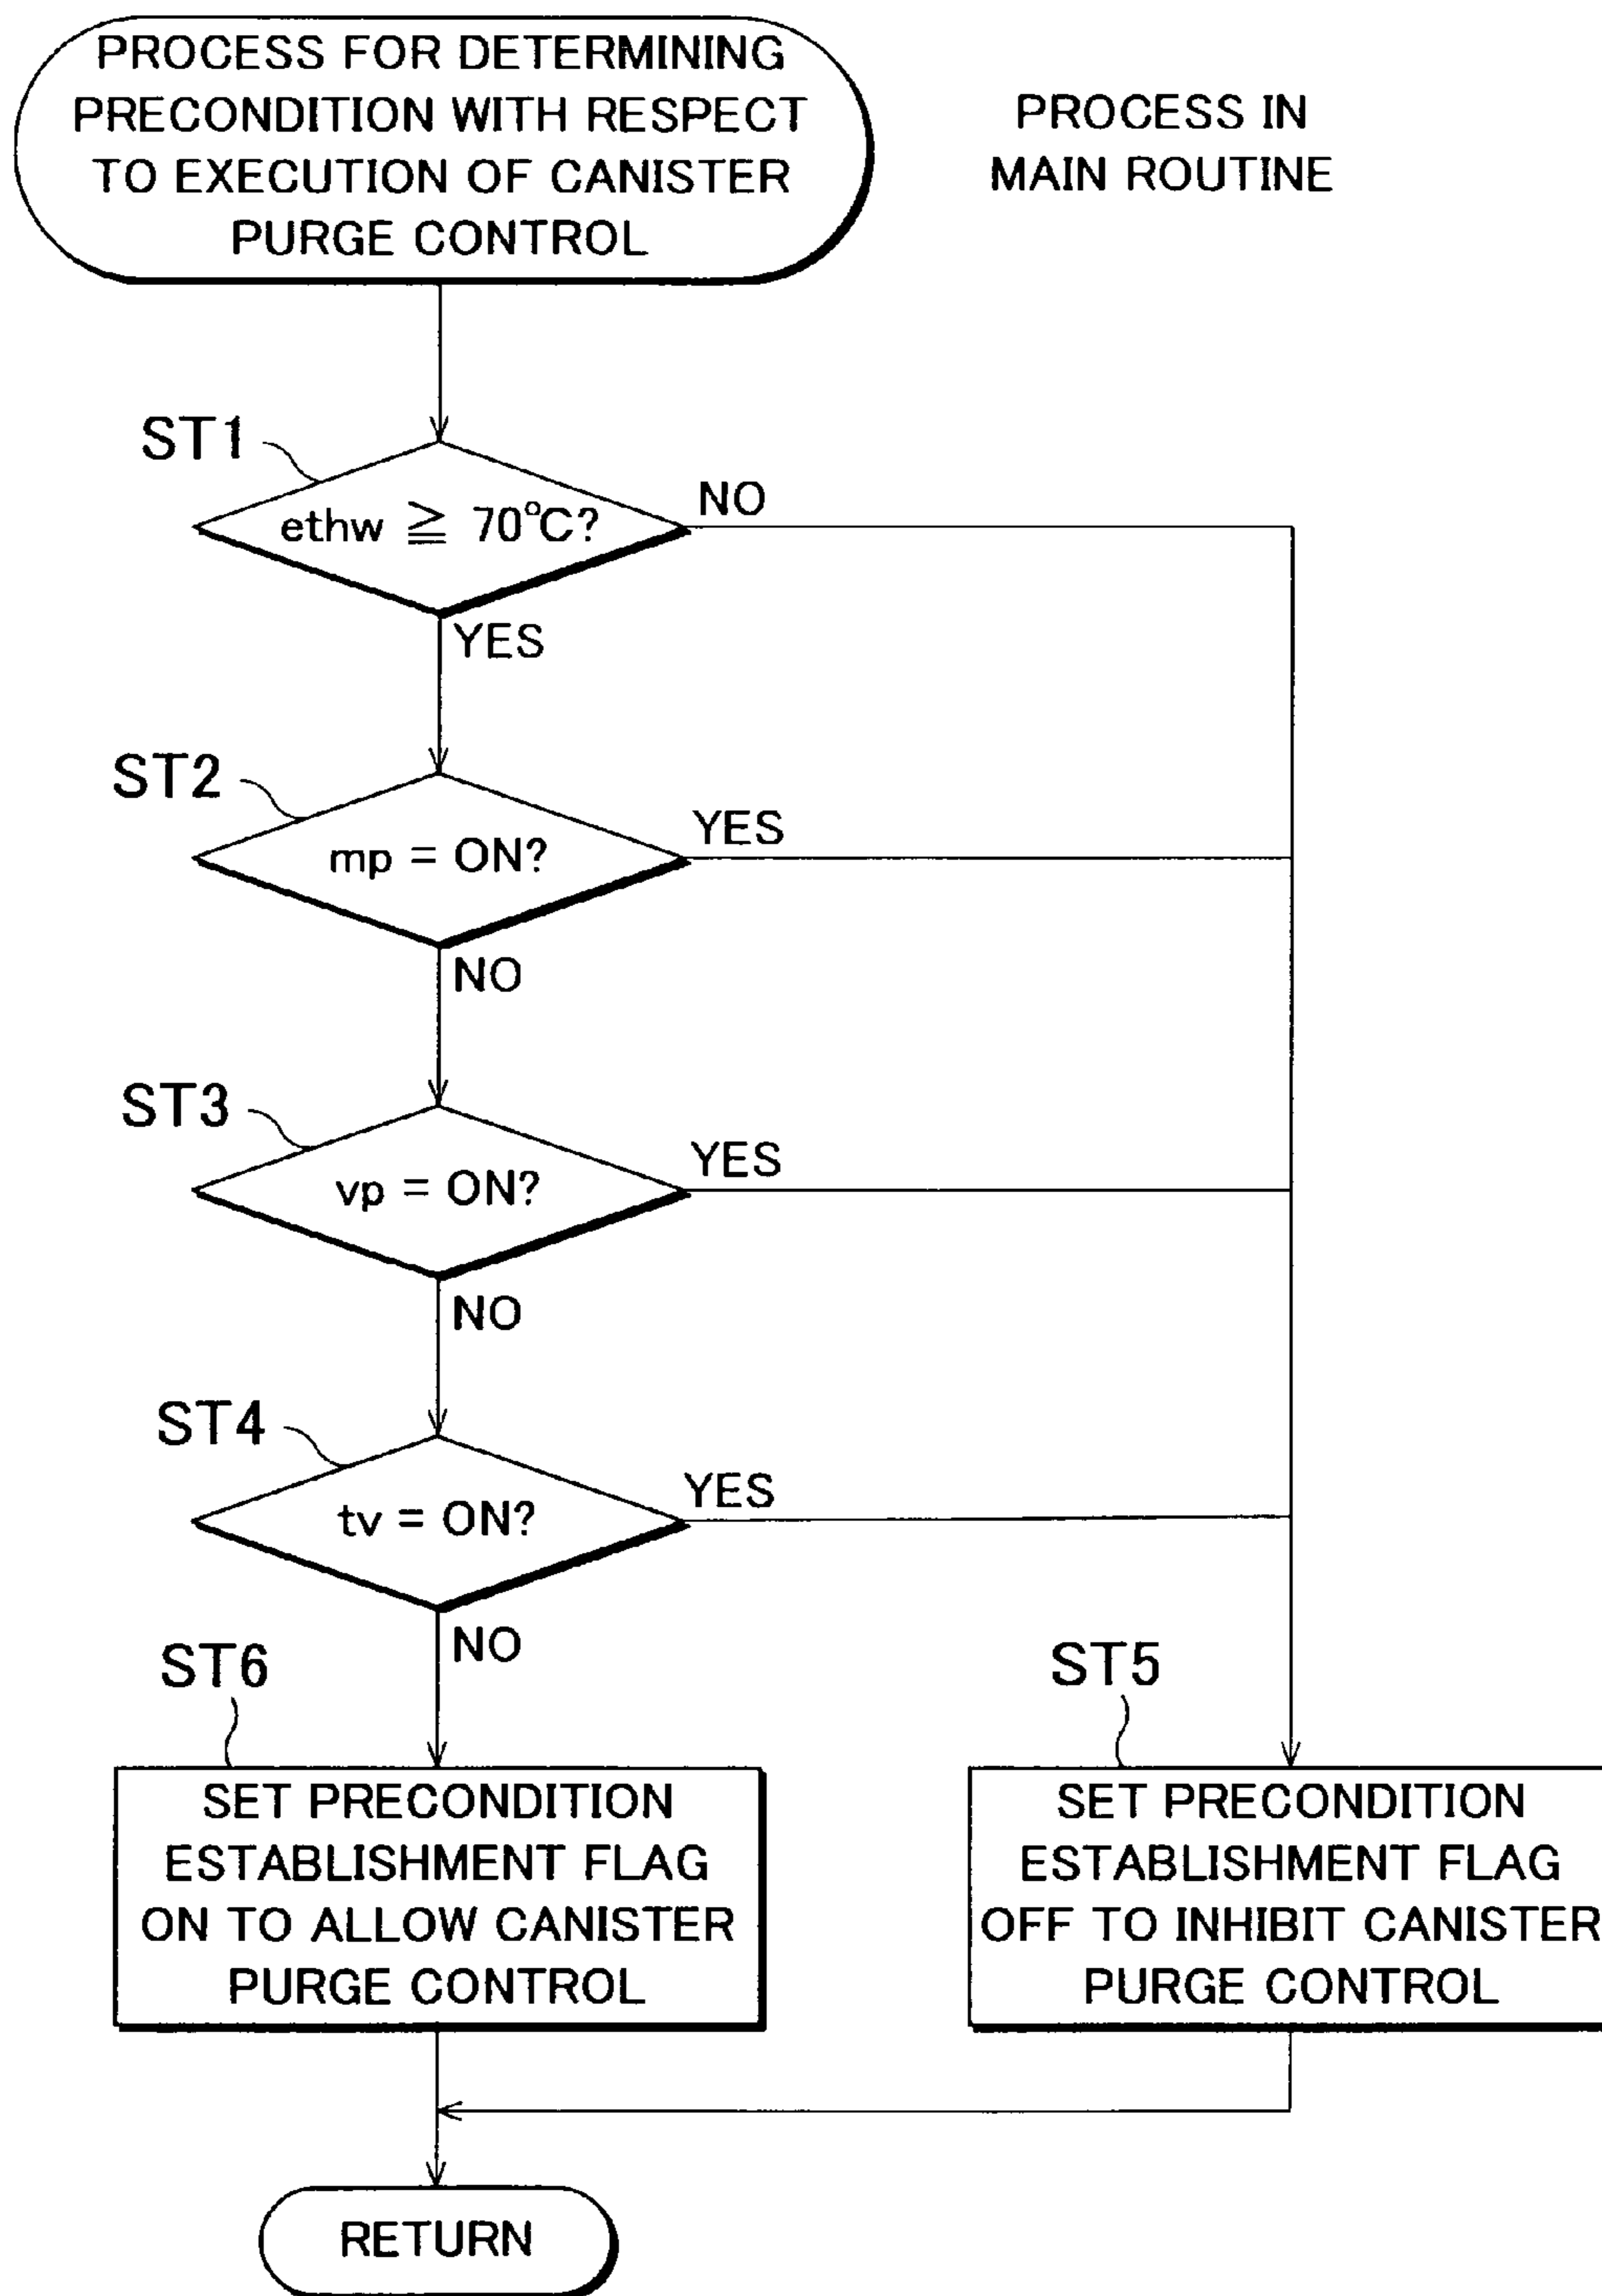 PROCESS FOR DETERMINING
PRECONDITION WITH RESPECT
TO EXECUTION OF CANISTER
PURGE CONTROL
PROCESS IN
MAIN ROUTINE
ST1
ethw ≧ 70°C?
NO
YES
ST2
mp = ON?
YES
NO
ST3
vp = ON?
YES
NO
ST4
tv = ON?
YES
NO
ST6
SET PRECONDITION
ESTABLISHMENT FLAG
ON TO ALLOW CANISTER
PURGE CONTROL
ST5
SET PRECONDITION
ESTABLISHMENT FLAG
OFF TO INHIBIT CANISTER
PURGE CONTROL
RETURN